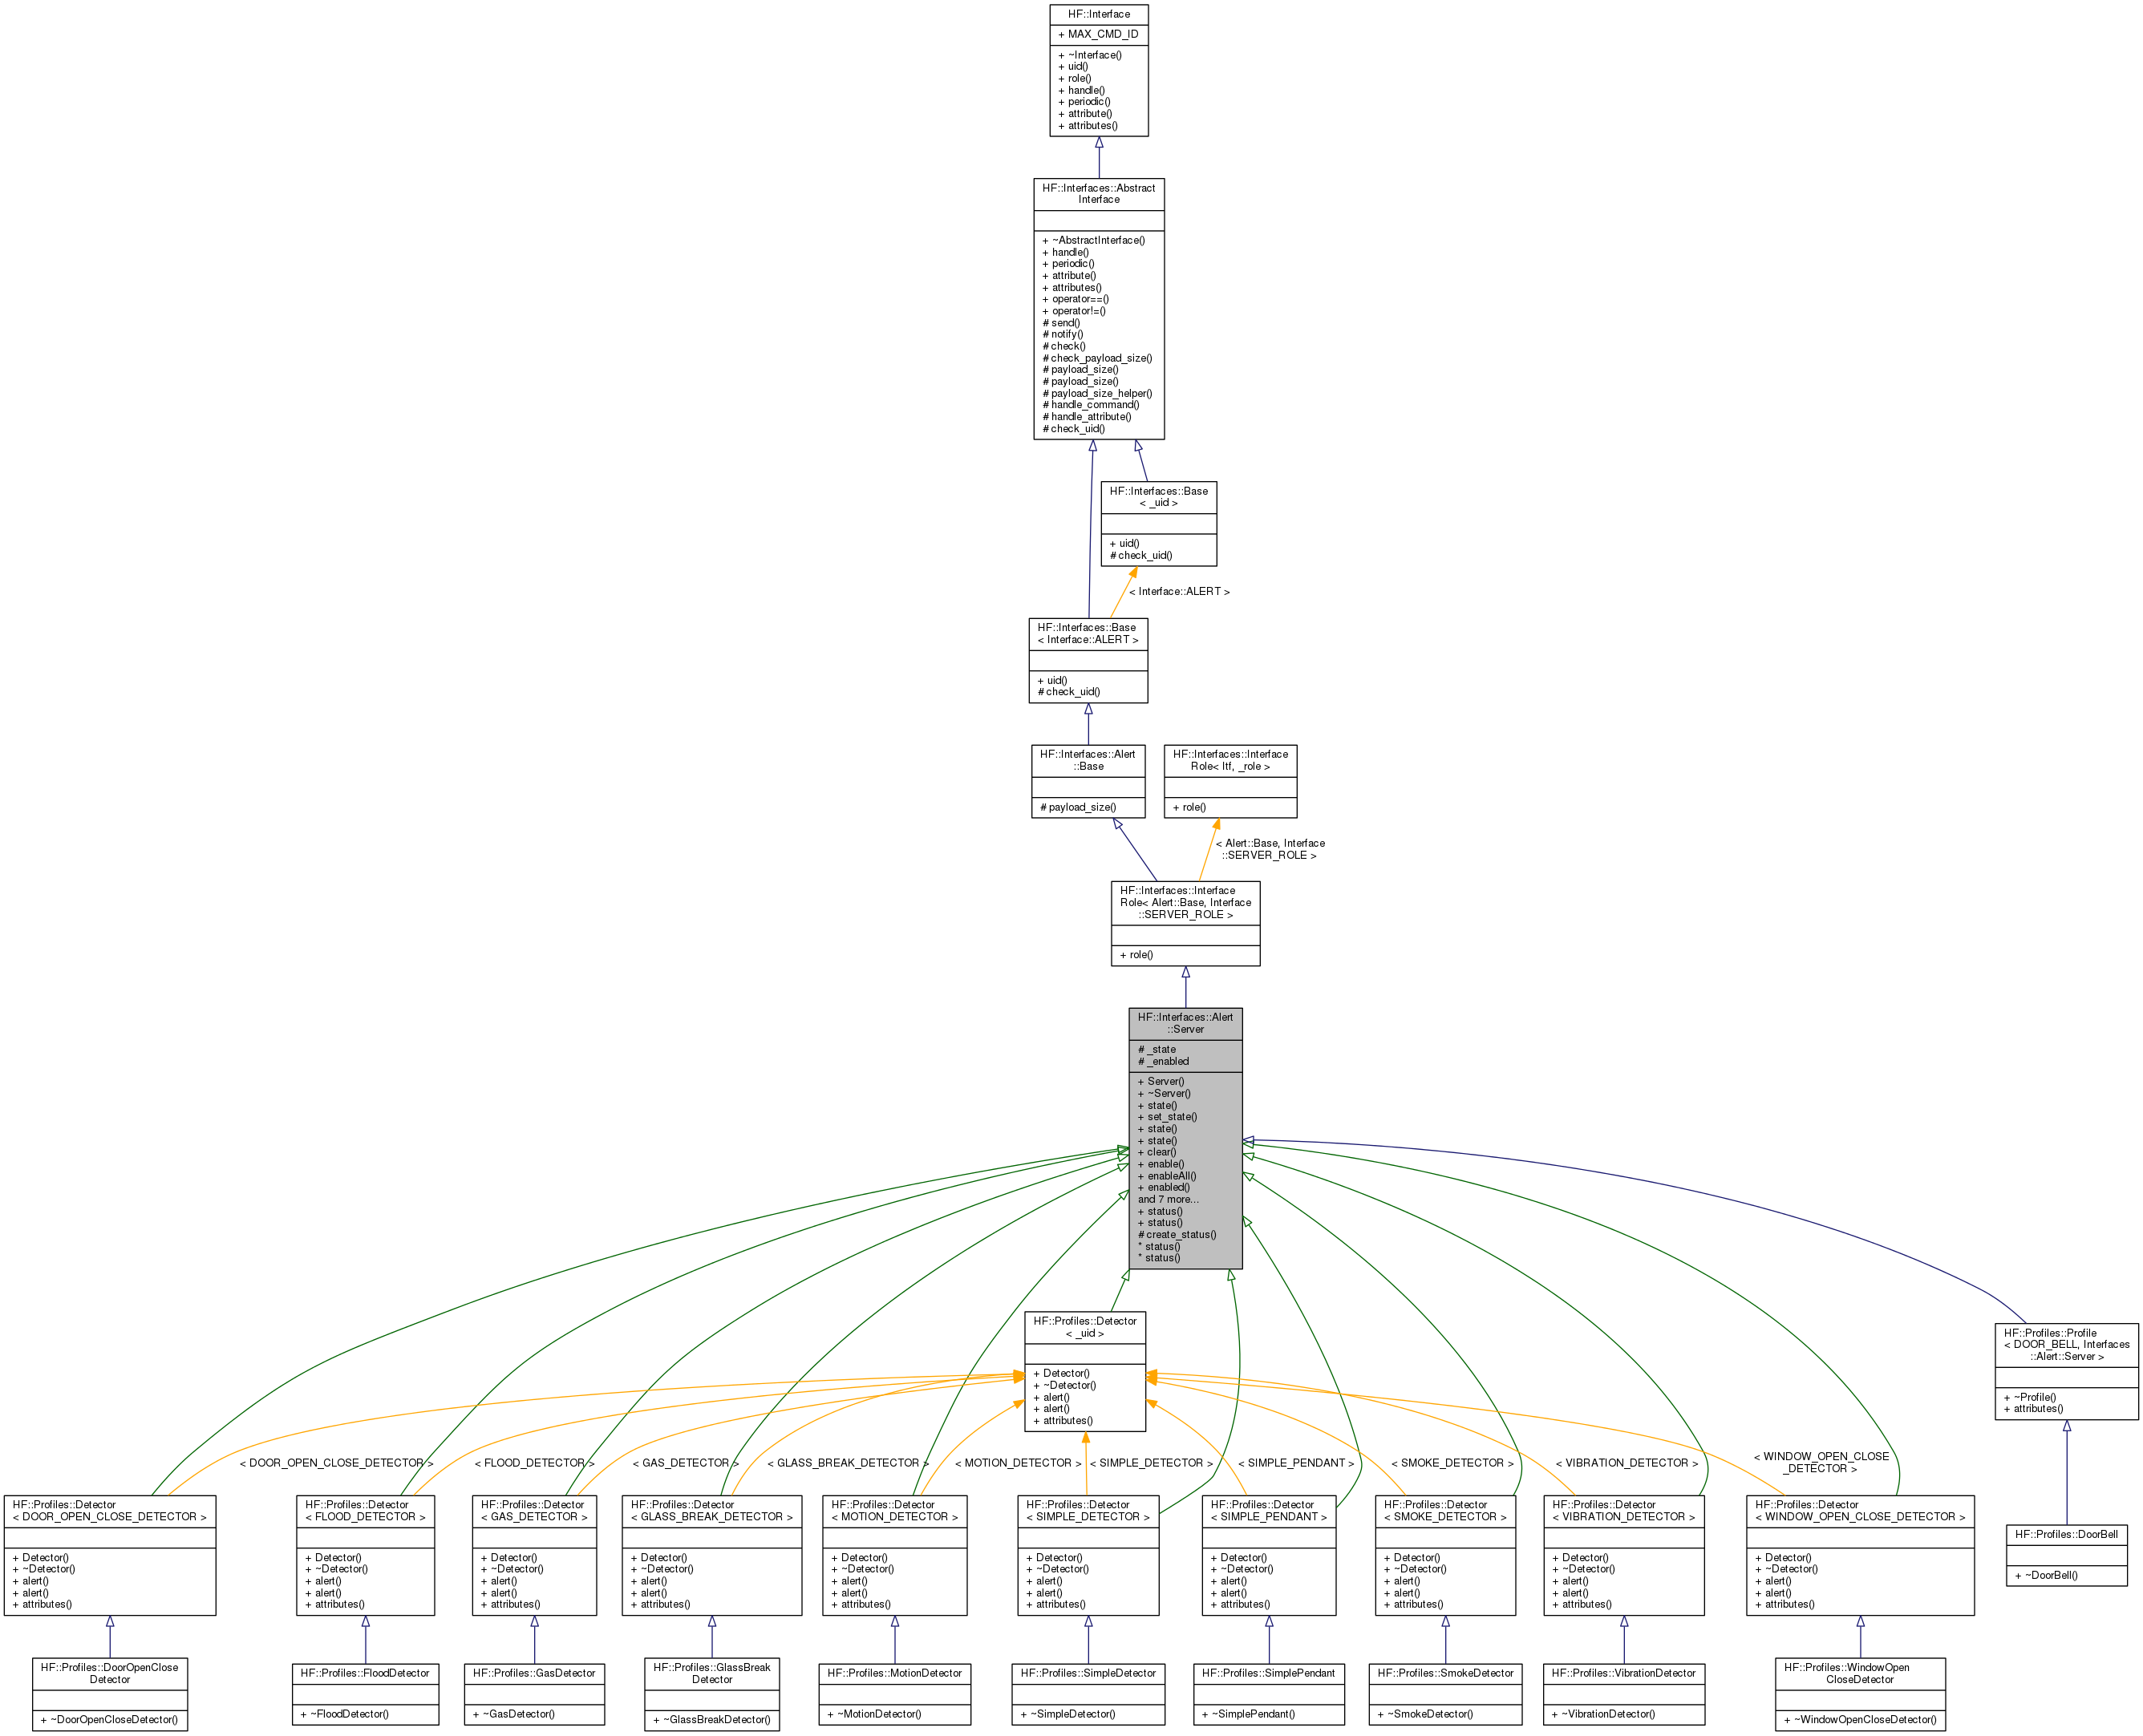 HF::Interface
+ MAX_CMD_ID
+ ~Interface()
+ uid()
+ role()
+ handle()
+ periodic()
+ attribute()
+ attributes()
HF::Interfaces::Abstract
Interface
+ ~AbstractInterface()
+ handle()
+ periodic()
+ attribute()
+ attributes()
+ operator==()
+ operator!=()
# send()
# notify()
# check()
# check_payload_size()
# payload_size()
# payload_size()
# payload_size_helper()
# handle_command()
# handle_attribute()
# check_uid()
HF::Interfaces::Base
< _uid >
+ uid()
# check_uid()
< Interface::ALERT >
HF::Interfaces::Base
< Interface::ALERT >
+ uid()
# check_uid()
HF::Interfaces::Alert
::Base
# payload_size()
HF::Interfaces::Interface
Role< Itf, _role >
+ role()
< Alert::Base, Interface
::SERVER_ROLE >
HF::Interfaces::Interface
Role< Alert::Base, Interface
::SERVER_ROLE >
+ role()
HF::Interfaces::Alert
::Server
# _state
# _enabled
+ Server()
+ ~Server()
+ state()
+ set_state()
+ state()
+ state()
+ clear()
+ enable()
+ enableAll()
+ enabled()
and 7 more...
+ status()
+ status()
# create_status()
* status()
* status()
HF::Profiles::Detector
< _uid >
+ Detector()
+ ~Detector()
+ alert()
+ alert()
+ attributes()
HF::Profiles::Profile
< DOOR_BELL, Interfaces
::Alert::Server >
+ ~Profile()
+ attributes()
< DOOR_OPEN_CLOSE_DETECTOR >
< FLOOD_DETECTOR >
< GAS_DETECTOR >
< GLASS_BREAK_DETECTOR >
< MOTION_DETECTOR >
< SIMPLE_DETECTOR >
< SIMPLE_PENDANT >
< SMOKE_DETECTOR >
< VIBRATION_DETECTOR >
< WINDOW_OPEN_CLOSE
_DETECTOR >
HF::Profiles::Detector
< DOOR_OPEN_CLOSE_DETECTOR >
+ Detector()
+ ~Detector()
+ alert()
+ alert()
+ attributes()
HF::Profiles::Detector
< FLOOD_DETECTOR >
+ Detector()
+ ~Detector()
+ alert()
+ alert()
+ attributes()
HF::Profiles::Detector
< GAS_DETECTOR >
+ Detector()
+ ~Detector()
+ alert()
+ alert()
+ attributes()
HF::Profiles::Detector
< GLASS_BREAK_DETECTOR >
+ Detector()
+ ~Detector()
+ alert()
+ alert()
+ attributes()
HF::Profiles::Detector
< MOTION_DETECTOR >
+ Detector()
+ ~Detector()
+ alert()
+ alert()
+ attributes()
HF::Profiles::Detector
< SIMPLE_DETECTOR >
+ Detector()
+ ~Detector()
+ alert()
+ alert()
+ attributes()
HF::Profiles::Detector
< SIMPLE_PENDANT >
+ Detector()
+ ~Detector()
+ alert()
+ alert()
+ attributes()
HF::Profiles::Detector
< SMOKE_DETECTOR >
+ Detector()
+ ~Detector()
+ alert()
+ alert()
+ attributes()
HF::Profiles::Detector
< VIBRATION_DETECTOR >
+ Detector()
+ ~Detector()
+ alert()
+ alert()
+ attributes()
HF::Profiles::Detector
< WINDOW_OPEN_CLOSE_DETECTOR >
+ Detector()
+ ~Detector()
+ alert()
+ alert()
+ attributes()
HF::Profiles::DoorBell
+ ~DoorBell()
HF::Profiles::DoorOpenClose
Detector
+ ~DoorOpenCloseDetector()
HF::Profiles::FloodDetector
+ ~FloodDetector()
HF::Profiles::GasDetector
+ ~GasDetector()
HF::Profiles::GlassBreak
Detector
+ ~GlassBreakDetector()
HF::Profiles::MotionDetector
+ ~MotionDetector()
HF::Profiles::SimpleDetector
+ ~SimpleDetector()
HF::Profiles::SimplePendant
+ ~SimplePendant()
HF::Profiles::SmokeDetector
+ ~SmokeDetector()
HF::Profiles::VibrationDetector
+ ~VibrationDetector()
HF::Profiles::WindowOpen
CloseDetector
+ ~WindowOpenCloseDetector()